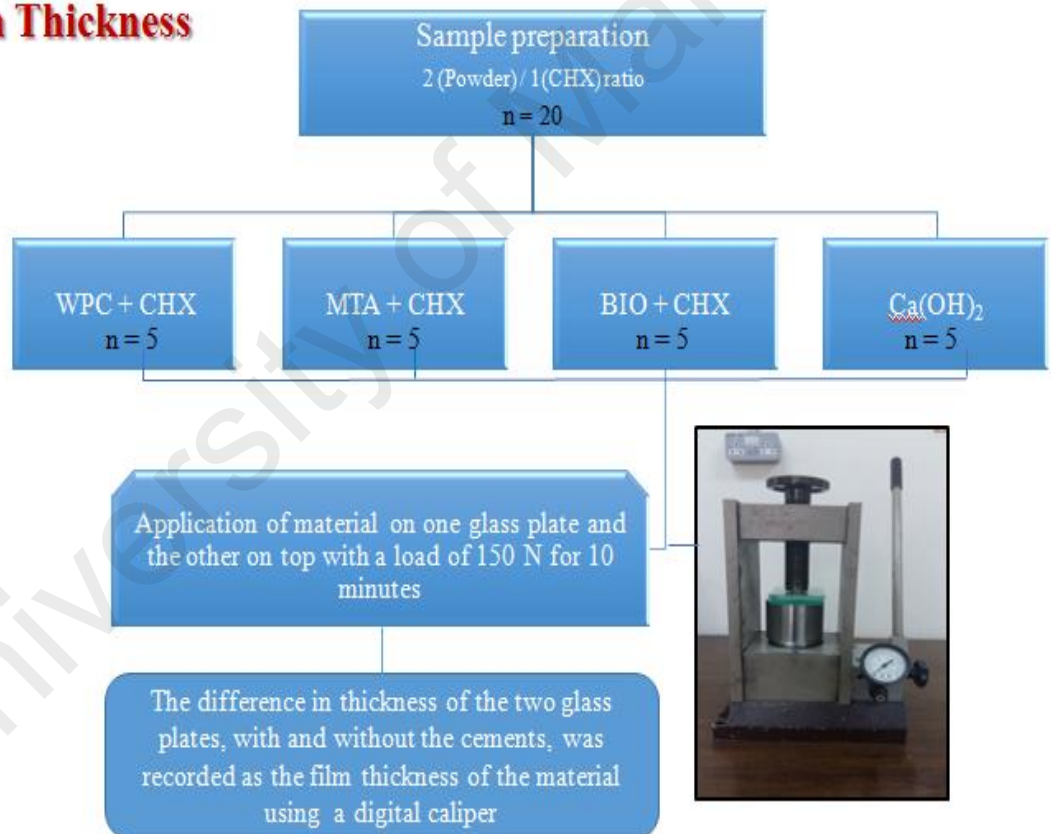 Thickness
Sample preparation
2 (Powder)/ 1(CHX) ratio
n = 20
WPC + CHX
n = 5
MTA + CHX
n = 5
BIO + CHX
n = 5
Ca(OH)₂
n = 5
Application of material on one glass plate and
the other on top with a load of 150 N for 10
minutes
The difference in thickness of the two glass
plates, with and without the cements, was
recorded as the film thickness of the material
using a digital caliper
University of Mala